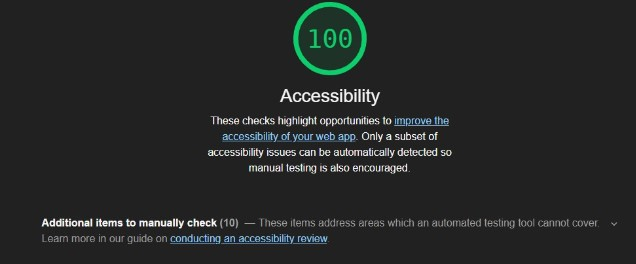 100
Accessibility
These checks highlight opportunities to improve the
accessibility of your web app. Only a subset of
accessibility issues can be automatically detected so
manual testing is also encouraged.
Additional items to manually check (10) — These items address areas which an automated testing tool cannot cover.
Learn more in our guide on conducting an accessibility review.